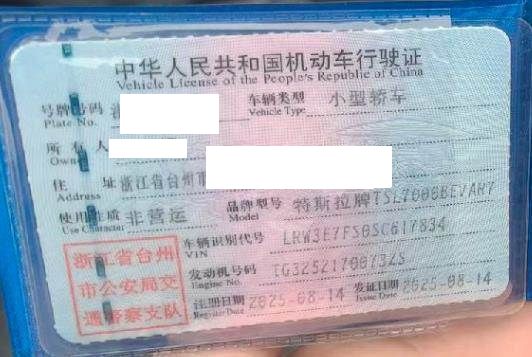 中华人民共和国机动车行驶证
Vehicle License of the People's Republic of China
号牌号码
Plate No.
车辆类型 小型轿车
Vehicle Type
所有人
Owner
住 址 浙江省台州市
Address
使用性质 非营运
Use Character
品牌型号 特斯拉牌TSL7000BEVAR7
Model
车辆识别代号 LRW3E7FS0SC617834
VIN
发动机号码 TG3252170073ZS
Engine No.
注册日期 2025-08-14
Register Date
发证日期 2025-08-14
Issue Date
浙江省台州
市公安局交
通警察支队